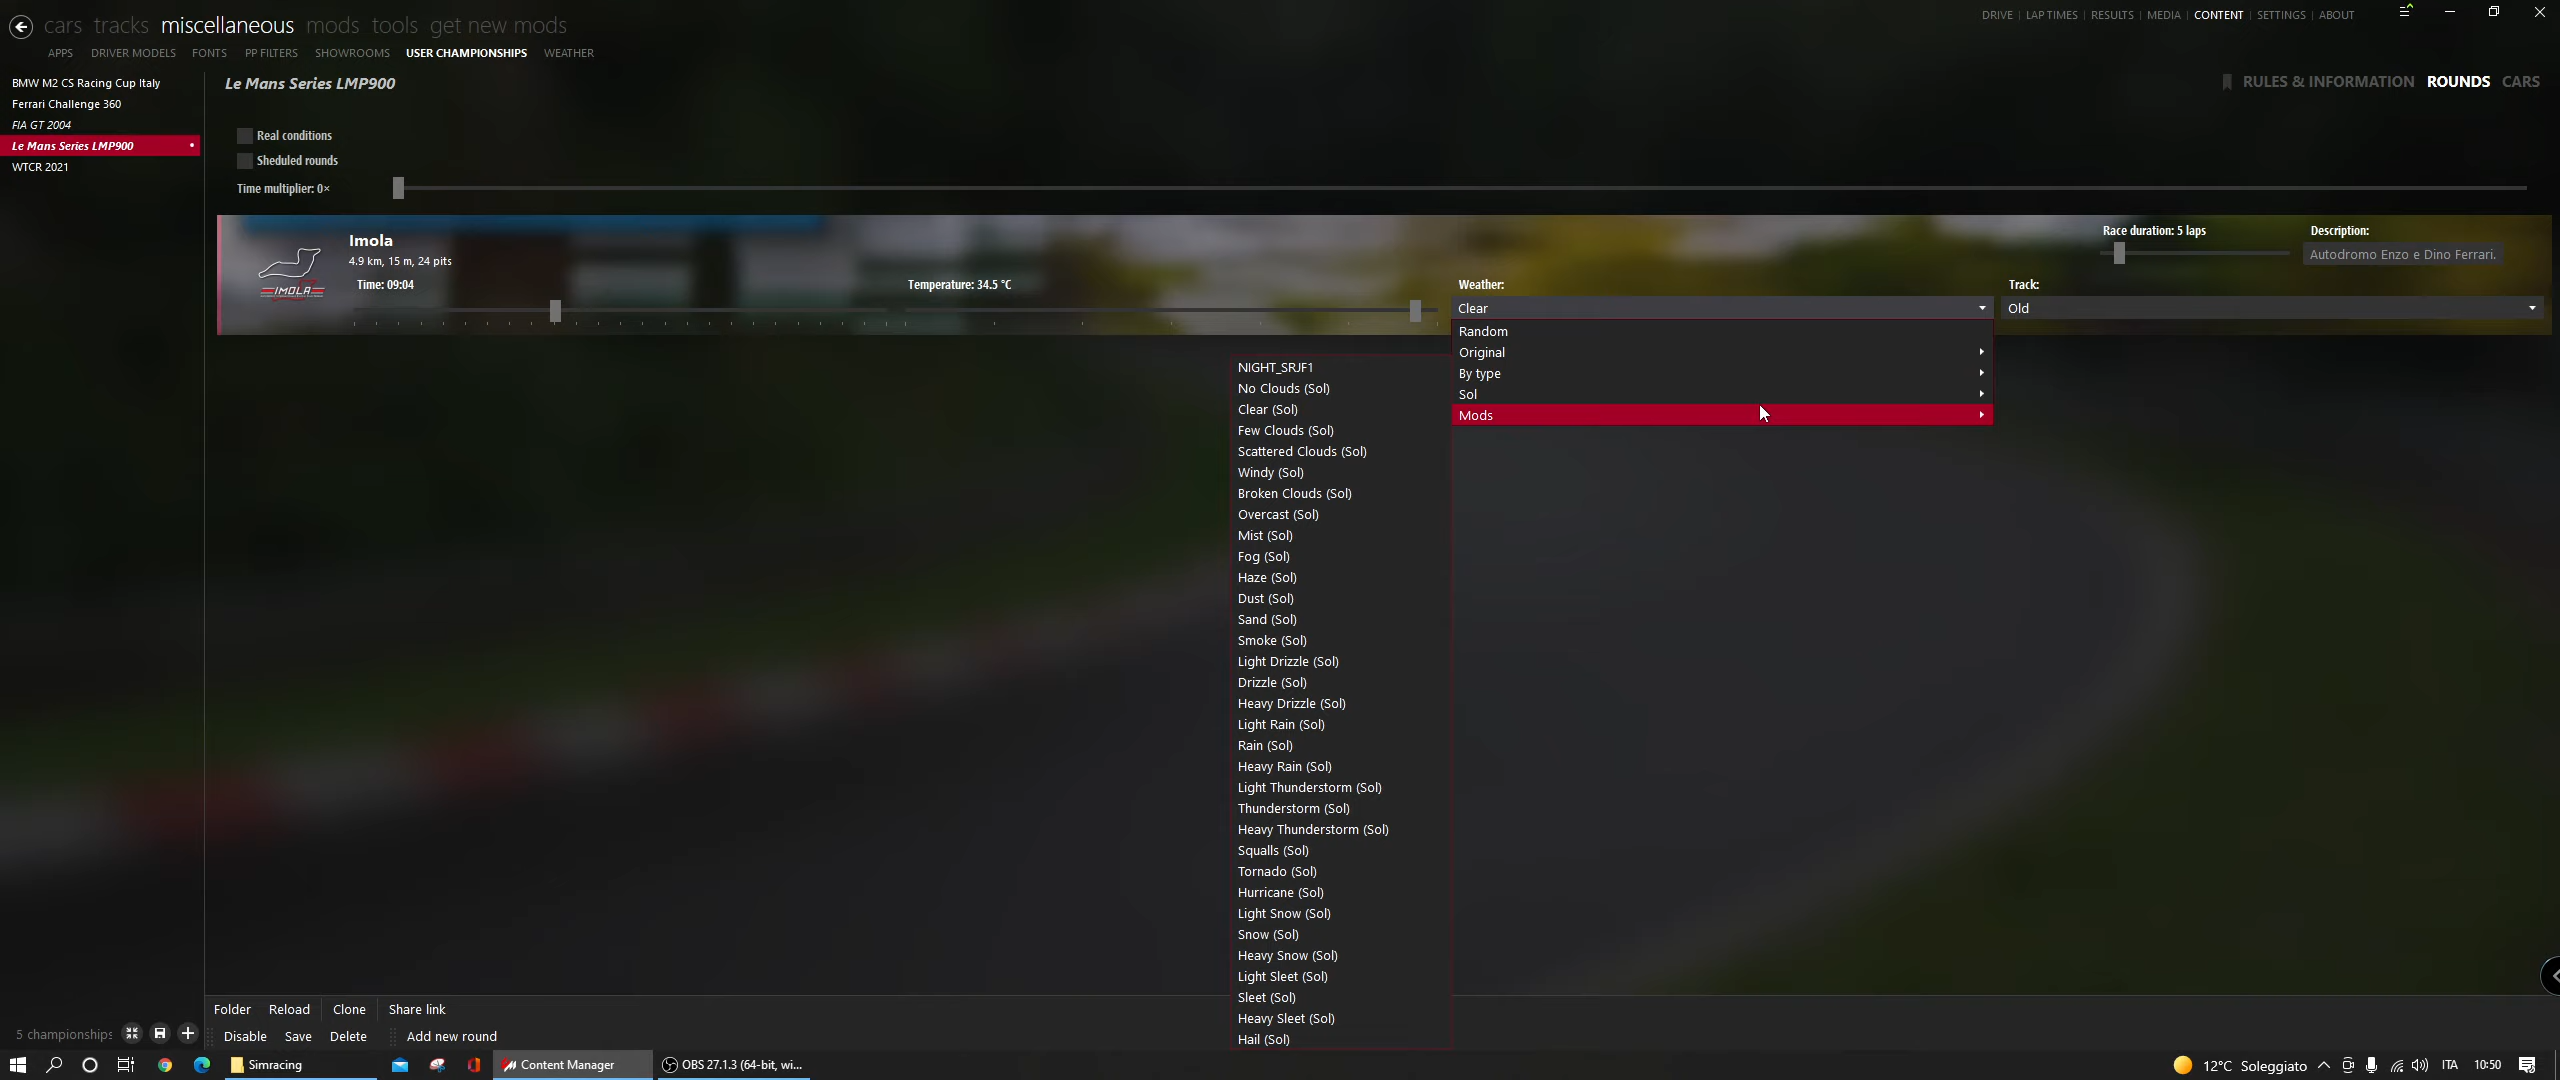 cars tracks miscellaneous mods tools get new mods
DRIVE LAP TIMES RESULTS MEDIA CONTENT SETTINGS ABOUT
APPS DRIVER MODELS FONTS PP FILTERS SHOWROOMS USER CHAMPIONSHIPS WEATHER
BMW M2 CS Racing Cup Italy
Ferrari Challenge 360
FIA GT 2004
Le Mans Series LMP900
WTCR 2021
Le Mans Series LMP900
RULES & INFORMATION ROUNDS CARS
Real conditions
Sheduled rounds
Time multiplier: 0×
Imola
4.9 km, 15 m, 24 pits
IMOLA
Time: 09:04
Temperature: 34.5 °C
Race duration: 5 laps
Description:
Autodromo Enzo e Dino Ferrari.
Weather:
Clear
Track:
Old
Random
Original
By type
Sol
Mods
NIGHT_SRJF1
No Clouds (Sol)
Clear (Sol)
Few Clouds (Sol)
Scattered Clouds (Sol)
Windy (Sol)
Broken Clouds (Sol)
Overcast (Sol)
Mist (Sol)
Fog (Sol)
Haze (Sol)
Dust (Sol)
Sand (Sol)
Smoke (Sol)
Light Drizzle (Sol)
Drizzle (Sol)
Heavy Drizzle (Sol)
Light Rain (Sol)
Rain (Sol)
Heavy Rain (Sol)
Light Thunderstorm (Sol)
Thunderstorm (Sol)
Heavy Thunderstorm (Sol)
Squalls (Sol)
Tornado (Sol)
Hurricane (Sol)
Light Snow (Sol)
Snow (Sol)
Heavy Snow (Sol)
Light Sleet (Sol)
Sleet (Sol)
Heavy Sleet (Sol)
Hail (Sol)
Folder Reload Clone Share link
5 championships
Disable Save Delete Add new round
Simracing
Content Manager
OBS 27.1.3 (64-bit, wi...
12°C Soleggiato
ITA
10:50